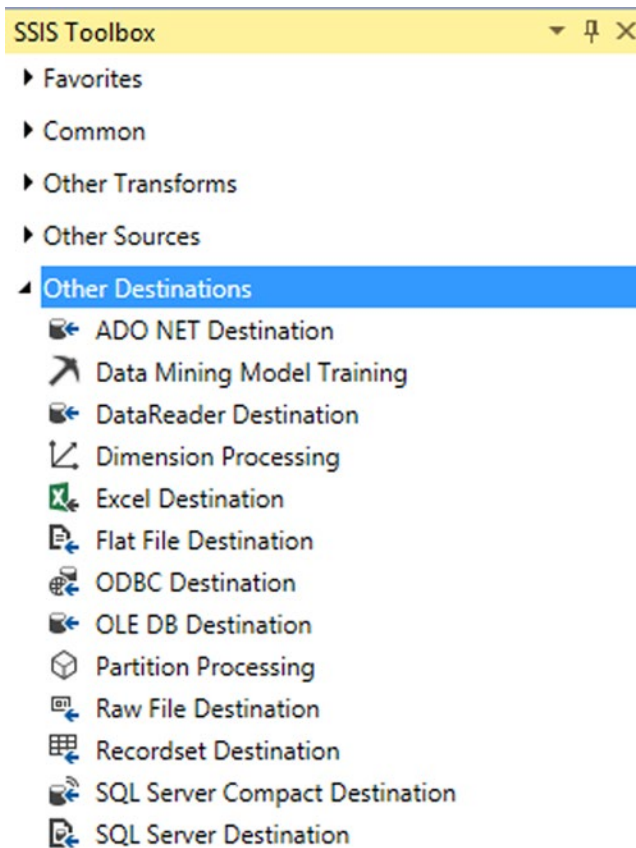 SSIS Toolbox
Favorites
Common
Other Transforms
Other Sources
Other Destinations
ADO NET Destination
Data Mining Model Training
DataReader Destination
Dimension Processing
Excel Destination
Flat File Destination
ODBC Destination
OLE DB Destination
Partition Processing
Raw File Destination
Recordset Destination
SQL Server Compact Destination
SQL Server Destination